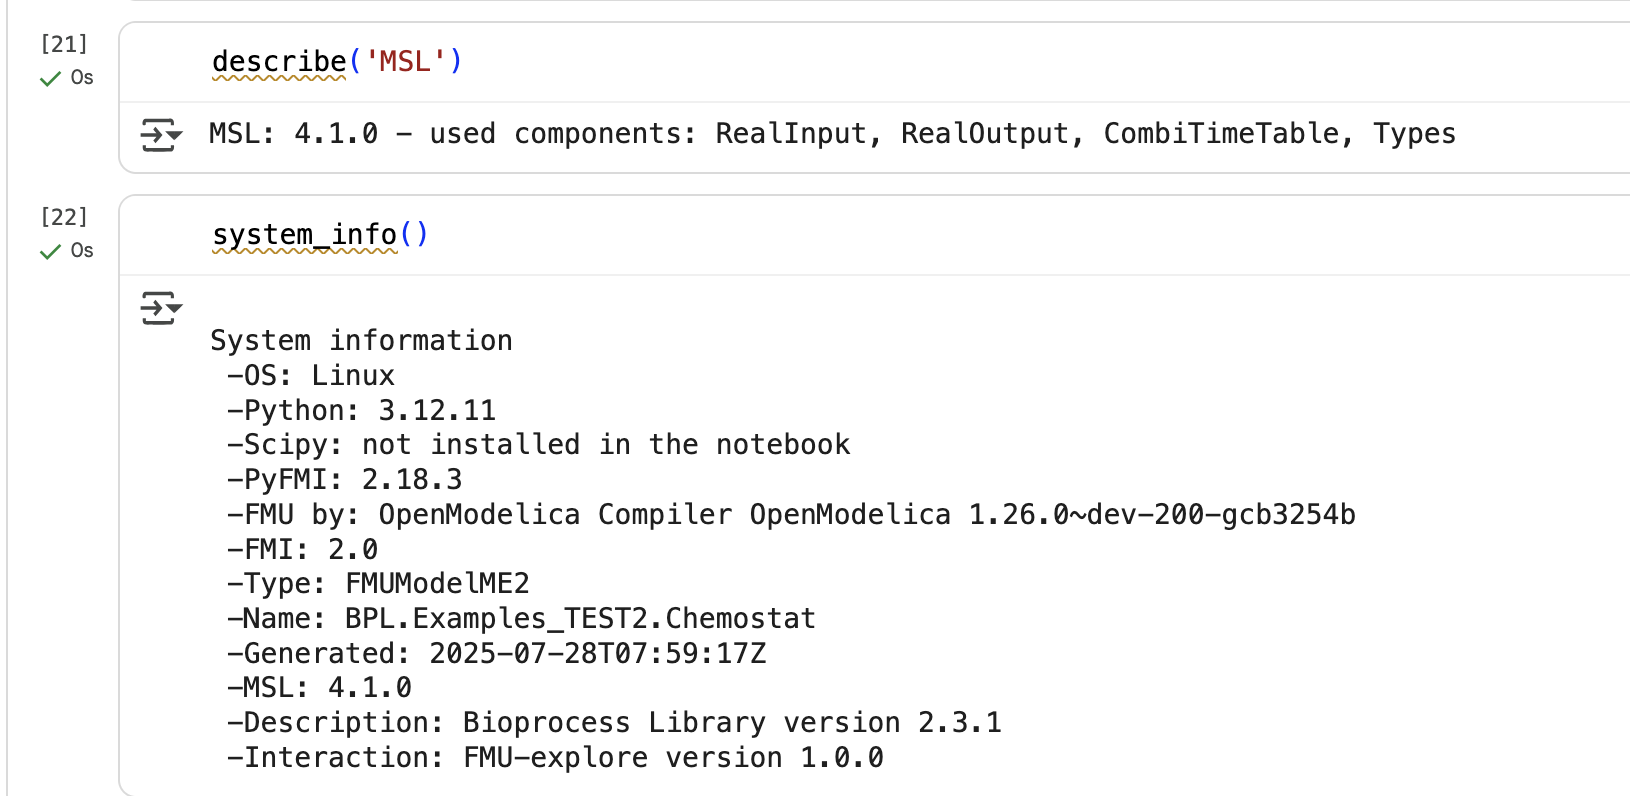 [21]
0s
describe('MSL')
MSL: 4.1.0 – used components: RealInput, RealOutput, CombiTimeTable, Types
[22]
0s
system_info()
System information
-OS: Linux
-Python: 3.12.11
-Scipy: not installed in the notebook
-PyFMI: 2.18.3
-FMU by: OpenModelica Compiler OpenModelica 1.26.0~dev-200-gcb3254b
-FMI: 2.0
-Type: FMUModelME2
-Name: BPL.Examples_TEST2.Chemostat
-Generated: 2025-07-28T07:59:17Z
-MSL: 4.1.0
-Description: Bioprocess Library version 2.3.1
-Interaction: FMU-explore version 1.0.0